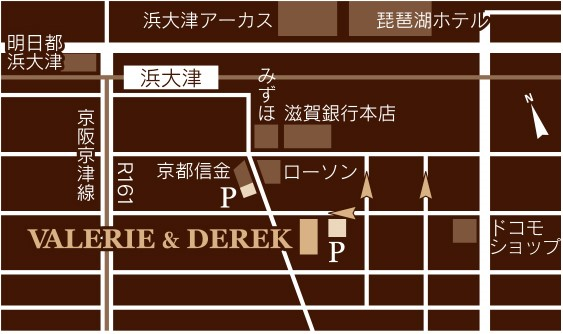 浜大津アーカス
琵琶湖ホテル
明日都
浜大津
浜大津
みずほ
滋賀銀行本店
京阪京津線
R161
京都信金
ローソン
P
N
VALERIE & DEREK
P
ドコモ
ショップ